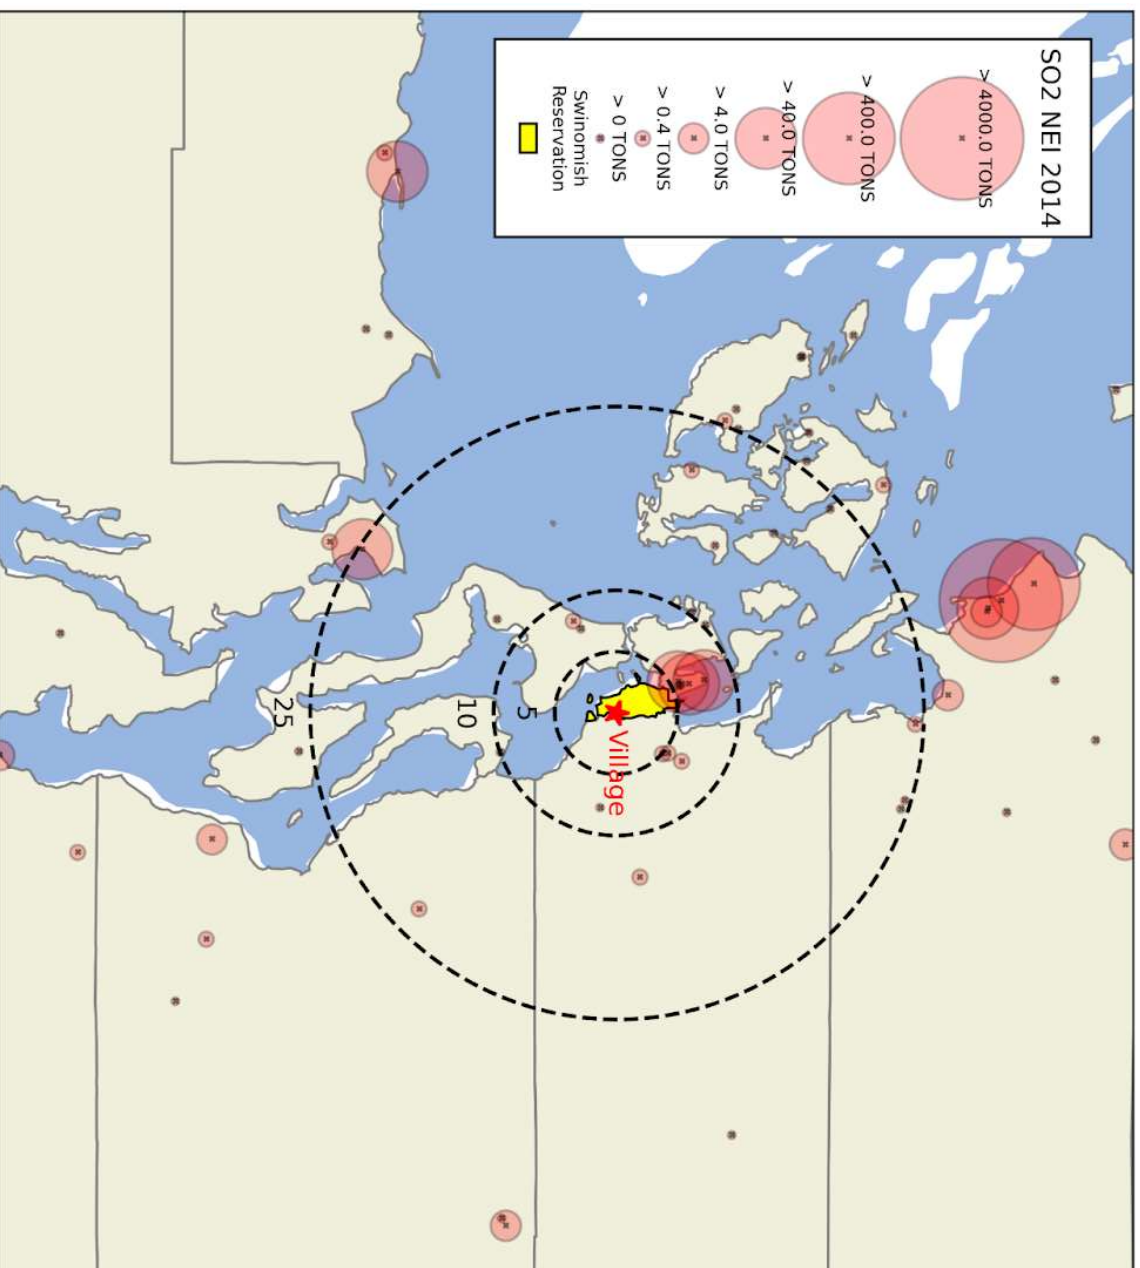 SO2 NEI 2014
> 4000.0 TONS
> 400.0 TONS
> 40.0 TONS
> 4.0 TONS
> 0.4 TONS
> 0 TONS
Swinomish
Reservation
Village
5
10
25